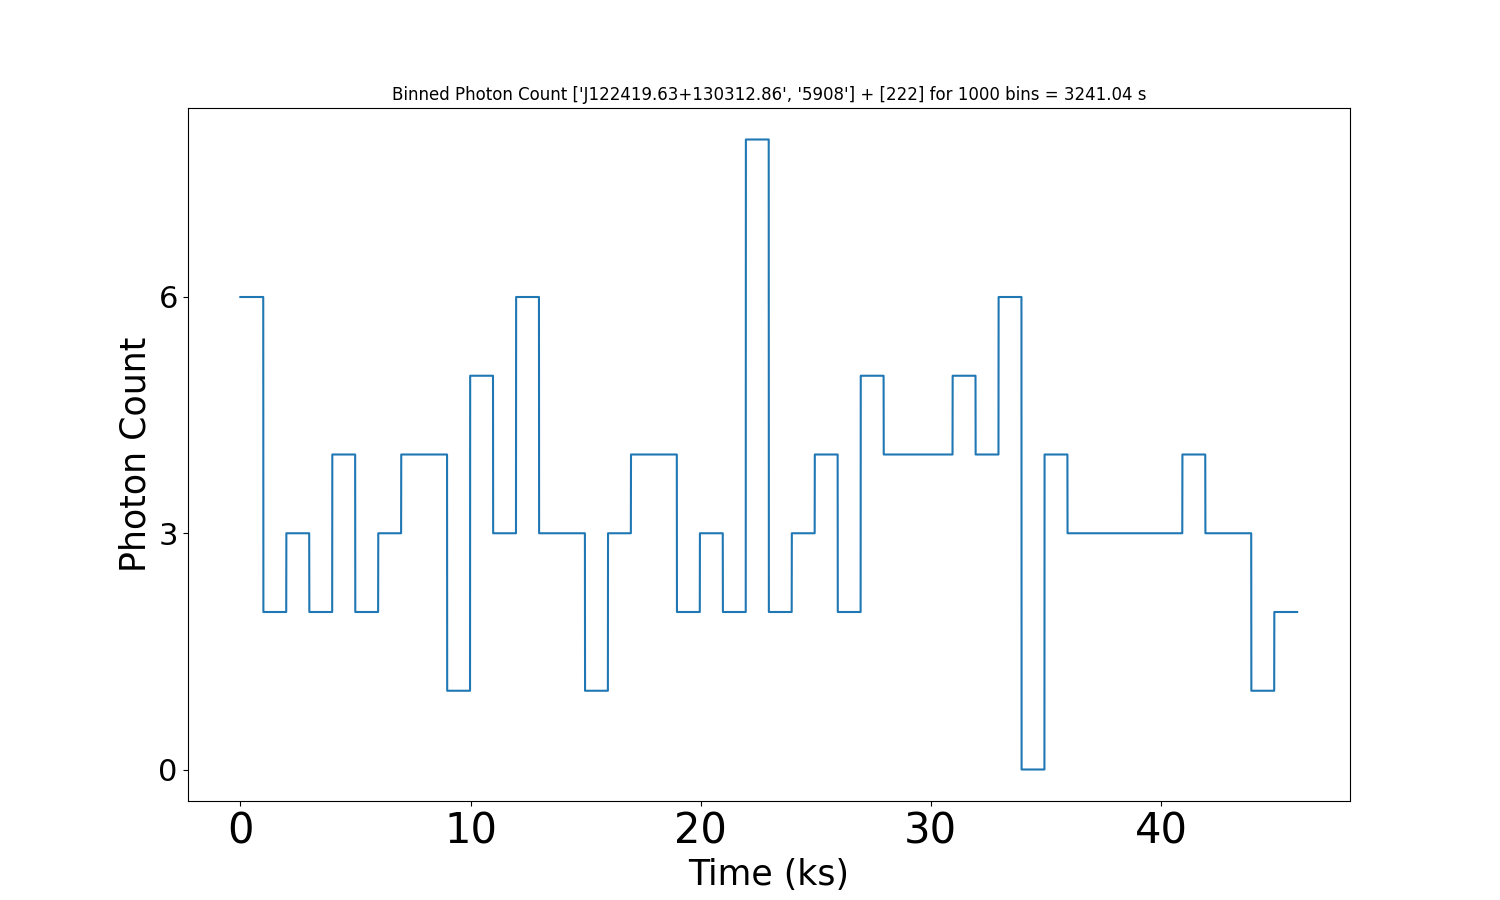 Binned Photon Count ['J122419.63+130312.86', '5908'] + [222] for 1000 bins = 3241.04 s
6
3
0
Photon Count
0 10 20 30 40
Time (ks)